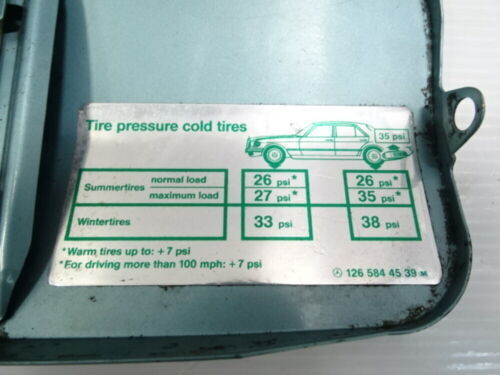 Tire pressure cold tires
35 psi
Summertires normal load 26 psi* 26 psi*
maximum load 27 psi* 35 psi*
Wintertires 33 psi 38 psi
*Warm tires up to: +7 psi
*For driving more than 100 mph: +7 psi
126 584 45 39